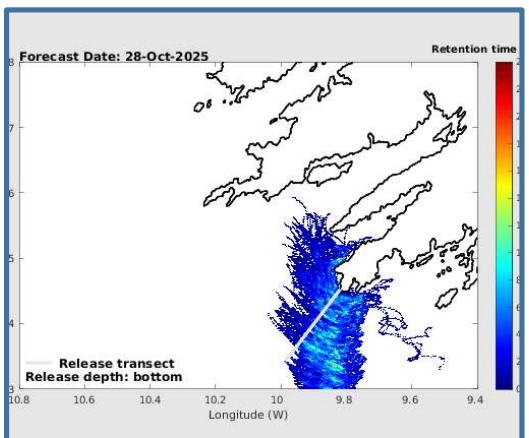 Forecast Date: 28-Oct-2025
Retention time
8
7
6
5
4
3
Release transect
Release depth: bottom
10.8
10.6
10.4
10.2
10
9.8
9.6
9.4
Longitude (W)